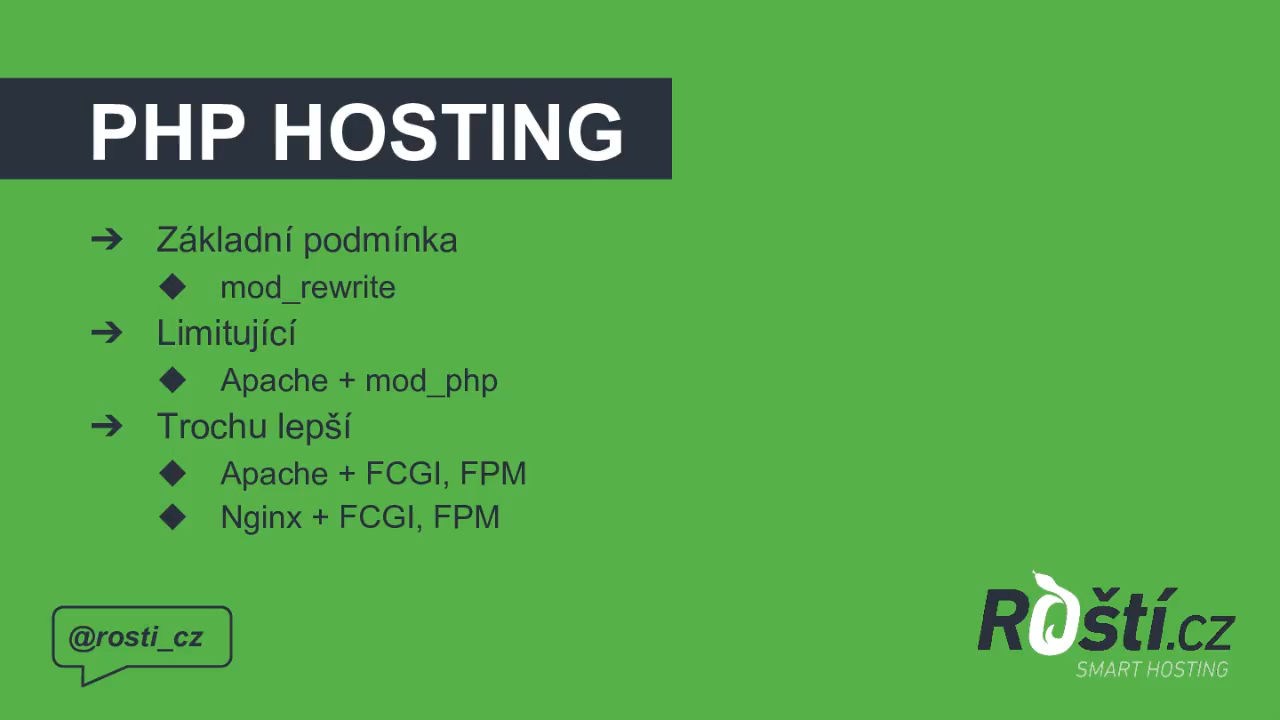 PHP HOSTING
➔ Základní podmínka
◆ mod_rewrite
➔ Limitující
◆ Apache + mod_php
➔ Trochu lepší
◆ Apache + FCGI, FPM
◆ Nginx + FCGI, FPM
@rosti_cz
Roští.cz
SMART HOSTING